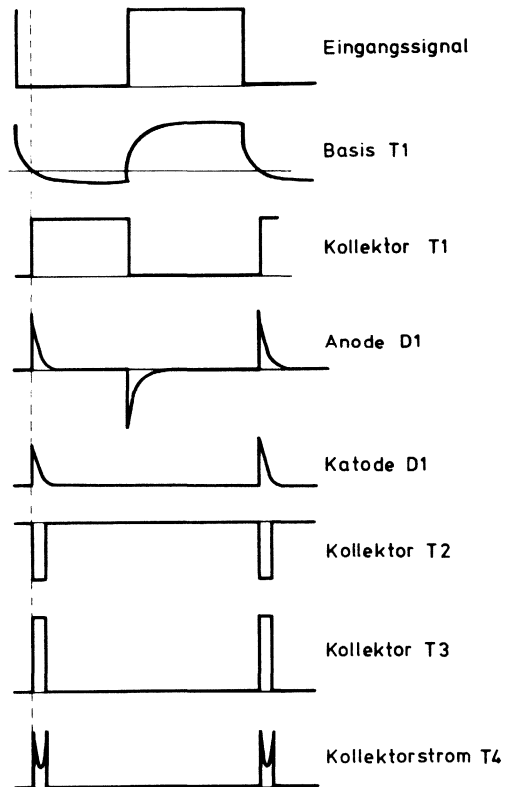 Eingangssignal
Basis T1
Kollektor T1
Anode D1
Katode D1
Kollektor T2
Kollektor T3
Kollektorstrom T4